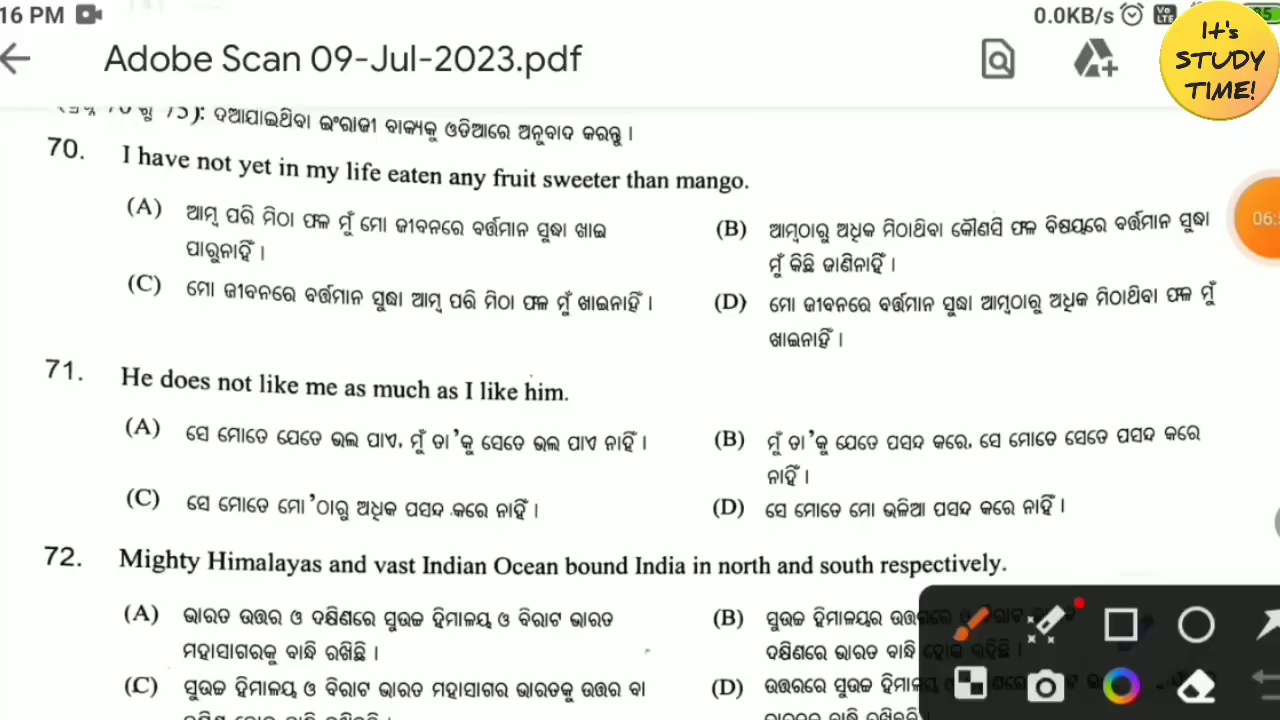 16 PM
0.0KB/s
It's
STUDY
TIME!
Adobe Scan 09-Jul-2023.pdf
75): ଦିଆଯାଇଥିବା ଇଂରାଜୀ ବାକ୍ୟକୁ ଓଡିଆରେ ଅନୁବାଦ କରନ୍ତୁ ।
70. I have not yet in my life eaten any fruit sweeter than mango.
(A) ଆମ୍ବ ପରି ମିଠା ଫଳ ମୁଁ ମୋ ଜୀବନରେ ବର୍ତ୍ତମାନ ସୁଦ୍ଧା ଖାଇ
ପାରୁନାହିଁ ।
(B) ଆମ୍ବଠାରୁ ଅଧିକ ମିଠାଥିବା କୌଣସି ଫଳ ବିଷୟରେ ବର୍ତ୍ତମାନ ସୁଦ୍ଧା
ମୁଁ କିଛି ଜାଣିନାହିଁ ।
(C) ମୋ ଜୀବନରେ ବର୍ତ୍ତମାନ ସୁଦ୍ଧା ଆମ୍ବ ପରି ମିଠା ଫଳ ମୁଁ ଖାଇନାହିଁ ।
(D) ମୋ ଜୀବନରେ ବର୍ତ୍ତମାନ ସୁଦ୍ଧା ଆମ୍ବଠାରୁ ଅଧିକ ମିଠାଥିବା ଫଳ ମୁଁ
ଖାଇନାହିଁ ।
06:
71. He does not like me as much as I like him.
(A) ସେ ମୋତେ ଯେତେ ଭଲ ପାଏ, ମୁଁ ତା'କୁ ସେତେ ଭଲ ପାଏ ନାହିଁ ।
(B) ମୁଁ ତା'କୁ ଯେତେ ପସନ୍ଦ କରେ, ସେ ମୋତେ ସେତେ ପସନ୍ଦ କରେ
ନାହିଁ ।
(C) ସେ ମୋତେ ମୋ'ଠାରୁ ଅଧିକ ପସନ୍ଦ କରେ ନାହିଁ ।
(D) ସେ ମୋତେ ମୋ ଭଳିଆ ପସନ୍ଦ କରେ ନାହିଁ ।
72. Mighty Himalayas and vast Indian Ocean bound India in north and south respectively.
(A) ଭାରତ ଉତ୍ତର ଓ ଦକ୍ଷିଣରେ ସୁଉଚ୍ଚ ହିମାଳୟ ଓ ବିରାଟ ଭାରତ
ମହାସାଗରକୁ ବାନ୍ଧି ରଖିଛି ।
(B) ସୁଉଚ୍ଚ ହିମାଳୟର
ଦକ୍ଷିଣରେ ଭାରତ ବାନ୍ଧି
(C) ସୁଉଚ୍ଚ ହିମାଳୟ ଓ ବିରାଟ ଭାରତ ମହାସାଗର ଭାରତକୁ ଉତ୍ତର ବା
(D) ଉତ୍ତରରେ ସୁଉଚ୍ଚ